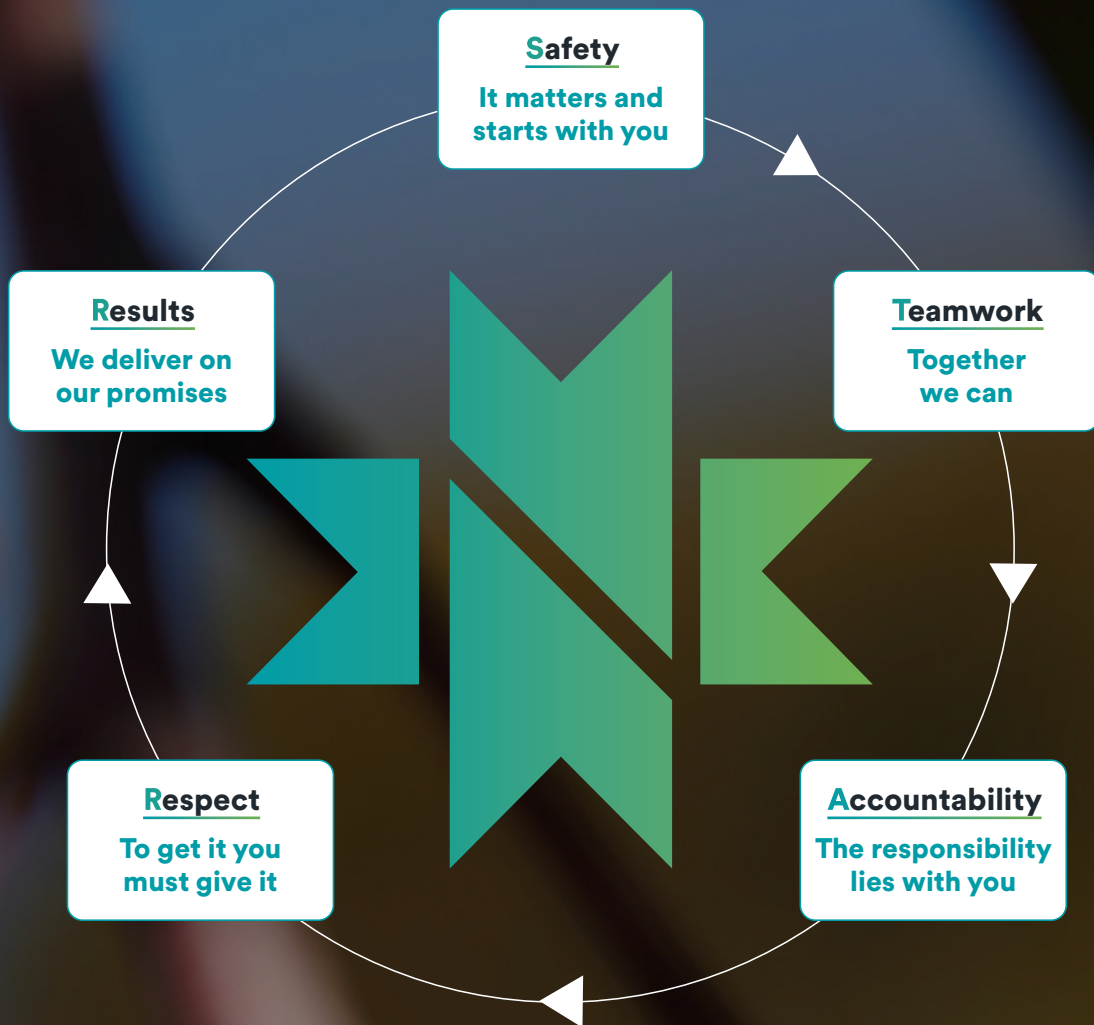 Safety
It matters and
starts with you
Teamwork
Together
we can
Accountability
The responsibility
lies with you
Respect
To get it you
must give it
Results
We deliver on
our promises